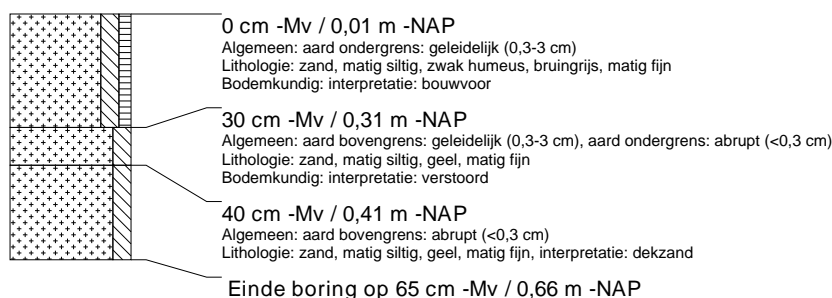 0 cm -Mv / 0,01 m -NAP
Algemeen: aard ondergrens: geleidelijk (0,3-3 cm)
Lithologie: zand, matig siltig, zwak humeus, bruingrijs, matig fijn
Bodemkundig: interpretatie: bouwvoor
30 cm -Mv / 0,31 m -NAP
Algemeen: aard bovengrens: geleidelijk (0,3-3 cm), aard ondergrens: abrupt (<0,3 cm)
Lithologie: zand, matig siltig, geel, matig fijn
Bodemkundig: interpretatie: verstoord
40 cm -Mv / 0,41 m -NAP
Algemeen: aard bovengrens: abrupt (<0,3 cm)
Lithologie: zand, matig siltig, geel, matig fijn, interpretatie: dekzand
Einde boring op 65 cm -Mv / 0,66 m -NAP